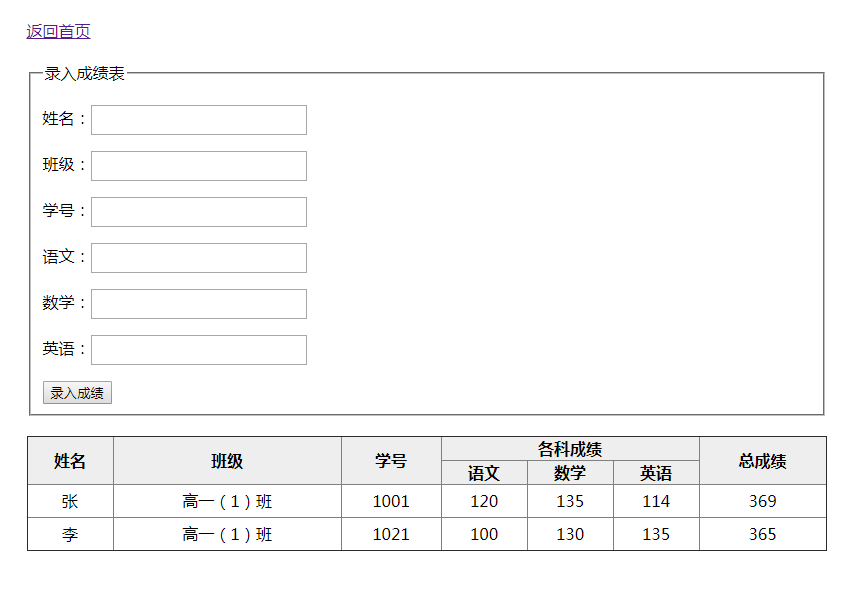 返回首页
录入成绩表
姓名：
班级：
学号：
语文：
数学：
英语：
录入成绩
姓名 班级 学号 各科成绩 总成绩
语文 数学 英语
张 高一（1）班 1001 120 135 114 369
李 高一（1）班 1021 100 130 135 365